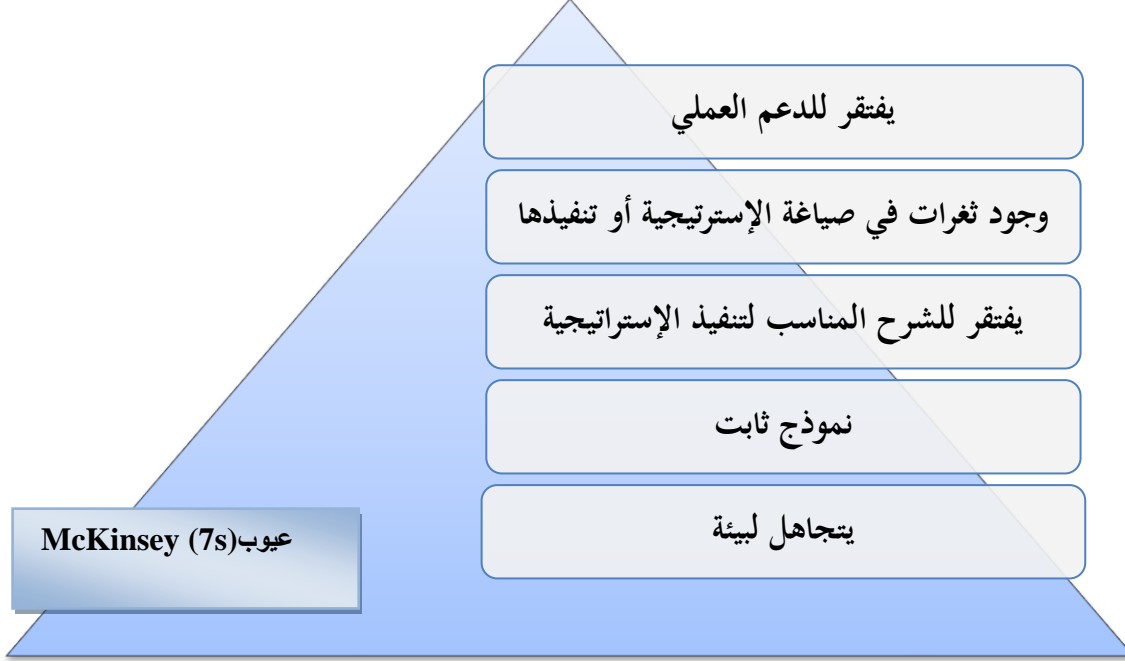 يفتقر للدعم العملي
وجود ثغرات في صياغة الإسترتيجية أو تنفيذها
يفتقر للشرح المناسب لتنفيذ الإستراتيجية
نموذج ثابت
يتجاهل لبيئة
عيوب McKinsey (7s)